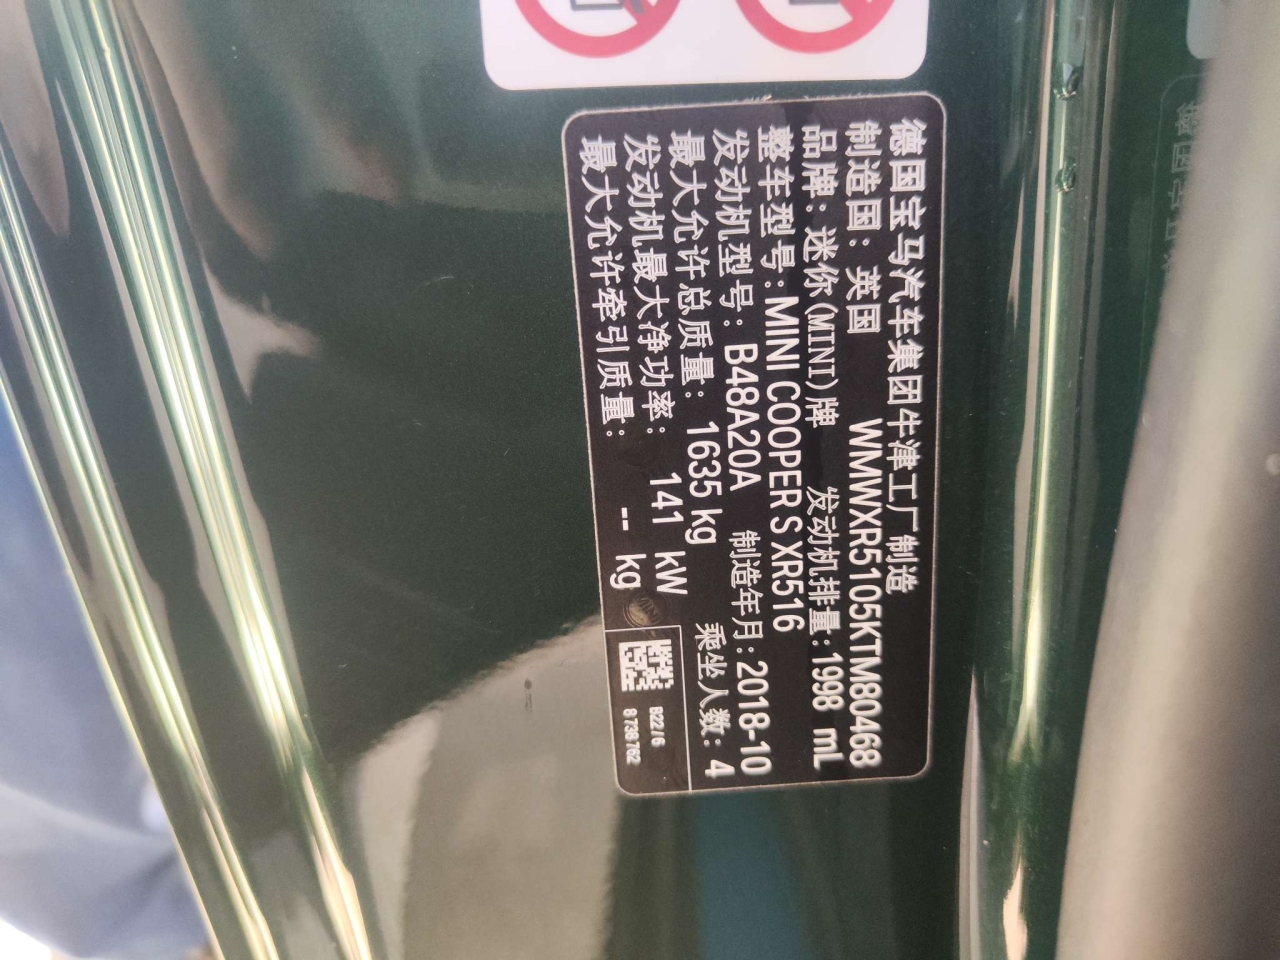 德国宝马汽车集团牛津工厂制造
制造国：英国 WMWXR5105KTM80468
品牌：迷你(MINI)牌 发动机排量：1998 mL
整车型号：MINI COOPER S XR516
发动机型号：B48A20A 制造年月：2018-10
最大允许总质量：1635 kg 乘坐人数：4
发动机最大净功率：141 kW
最大允许牵引质量：-- kg
B22/6
8 738 762